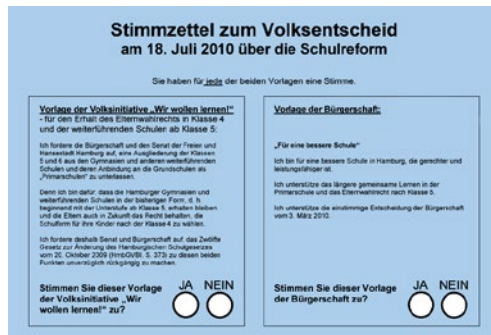 Stimmzettel zum Volksentscheid
am 18. Juli 2010 über die Schulreform
Sie haben für jede der beiden Vorlagen eine Stimme.
Vorlage der Volksinitiative „Wir wollen lernen!“
- für den Erhalt des Elternwahlrechts in Klasse 4
und der weiterführenden Schulen ab Klasse 5:
Ich fordere die Bürgerschaft und den Senat der Freien und
Hansestadt Hamburg auf, eine Ausgliederung der Klassen
5 und 6 aus den Gymnasien und anderen weiterführenden
Schulen und deren Anbindung an die Grundschulen als
„Primarschulen“ zu unterlassen.
Denn ich bin dafür, dass die Hamburger Gymnasien und
weiterführenden Schulen in der bisherigen Form, d. h.
beginnend mit der Unterstufe ab Klasse 5, erhalten bleiben
und die Eltern auch in Zukunft das Recht behalten, die
Schulform für ihre Kinder nach der Klasse 4 zu wählen.
Ich fordere deshalb Senat und Bürgerschaft auf, das Zwölfte
Gesetz zur Änderung des Hamburgischen Schulgesetzes
vom 20. Oktober 2009 (HmbGVBl. S. 373) zu diesen beiden
Punkten unverzüglich rückgängig zu machen.
Stimmen Sie dieser Vorlage
der Volksinitiative „Wir
wollen lernen!“ zu?
JA NEIN
Vorlage der Bürgerschaft:
„Für eine bessere Schule“
Ich bin für eine bessere Schule in Hamburg, die gerechter und
leistungsfähiger ist.
Ich unterstütze das längere gemeinsame Lernen in der
Primarschule und das Elternwahlrecht nach Klasse 6.
Ich unterstütze die einstimmige Entscheidung der Bürgerschaft
vom 3. März 2010.
Stimmen Sie dieser Vorlage
der Bürgerschaft zu?
JA NEIN